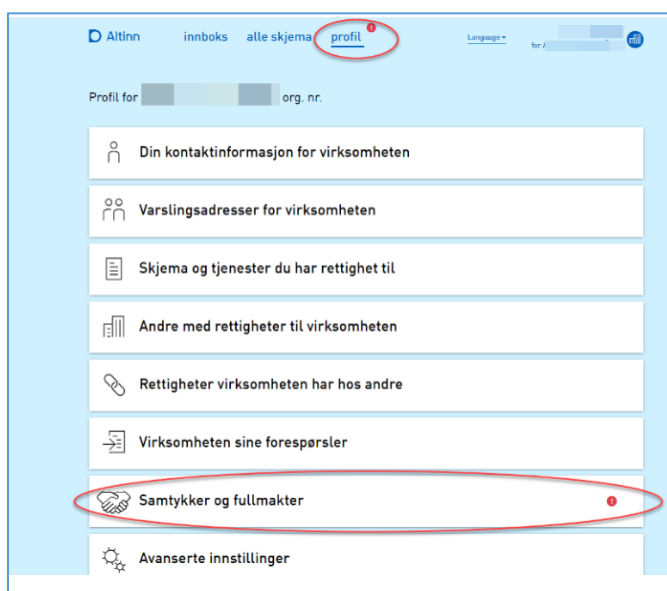 Altinn innboks alle skjema profil Language for
Profil for org. nr.
Din kontaktinformasjon for virksomheten
Varslingsadresser for virksomheten
Skjema og tjenester du har rettighet til
Andre med rettigheter til virksomheten
Rettigheter virksomheten har hos andre
Virksomheten sine forespørsler
Samtykker og fullmakter
Avanserte innstillinger